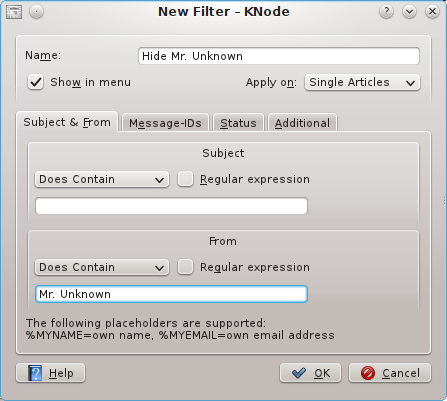 New Filter – KNode
Name: Hide Mr. Unknown
Show in menu Apply on: Single Articles
Subject & From Message-IDs Status Additional
Subject
Does Contain Regular expression
From
Does Contain Regular expression
Mr. Unknown
The following placeholders are supported:
%MYNAME=own name, %MYEMAIL=own email address
Help OK Cancel